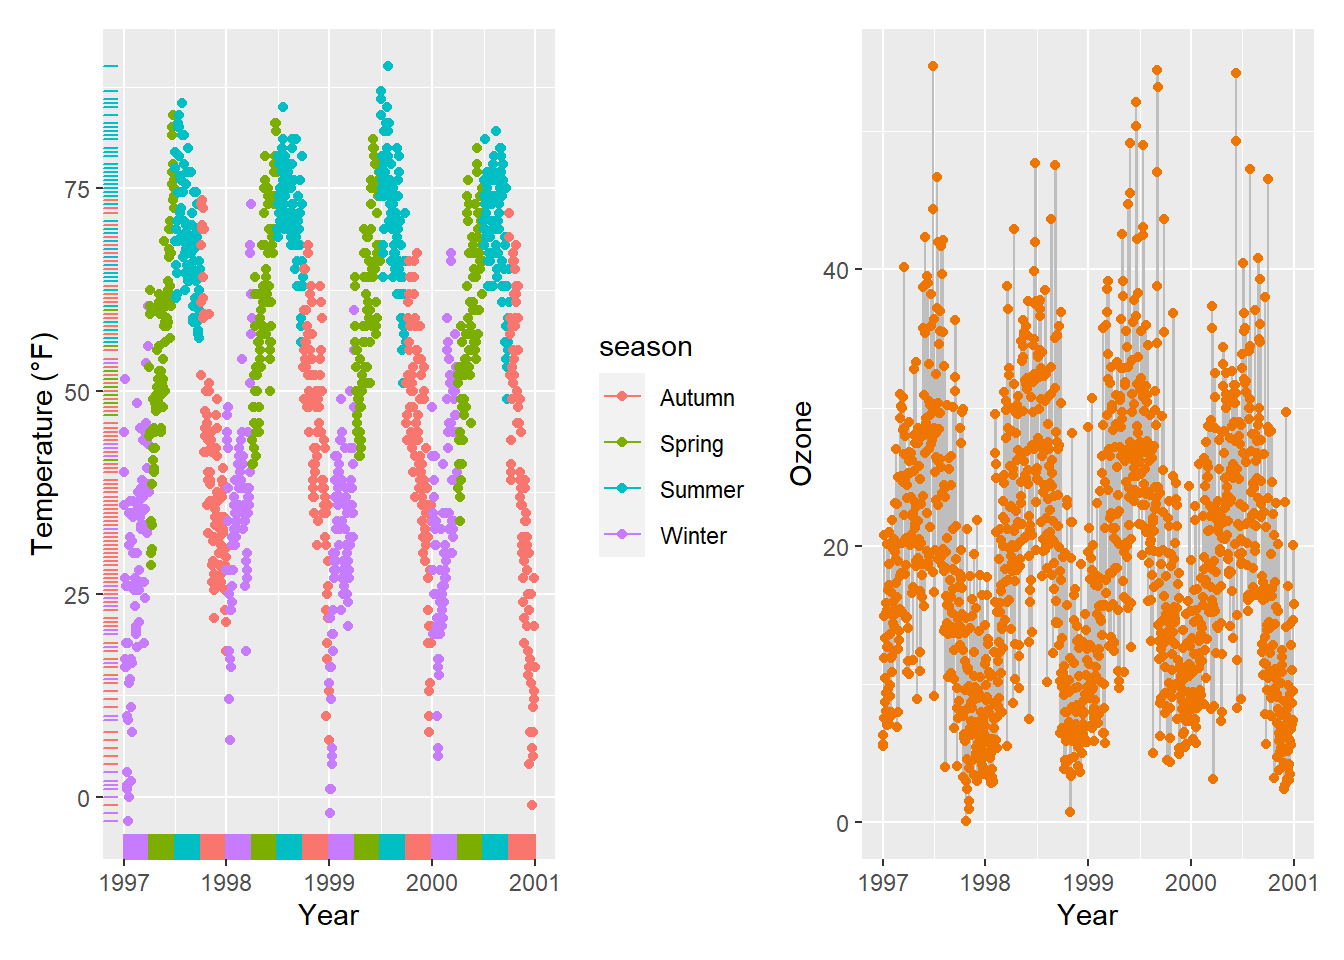 Temperature (°F)
75
50
25
0
1997 1998 1999 2000 2001
Year
season
Autumn
Spring
Summer
Winter
Ozone
40
20
0
1997 1998 1999 2000 2001
Year